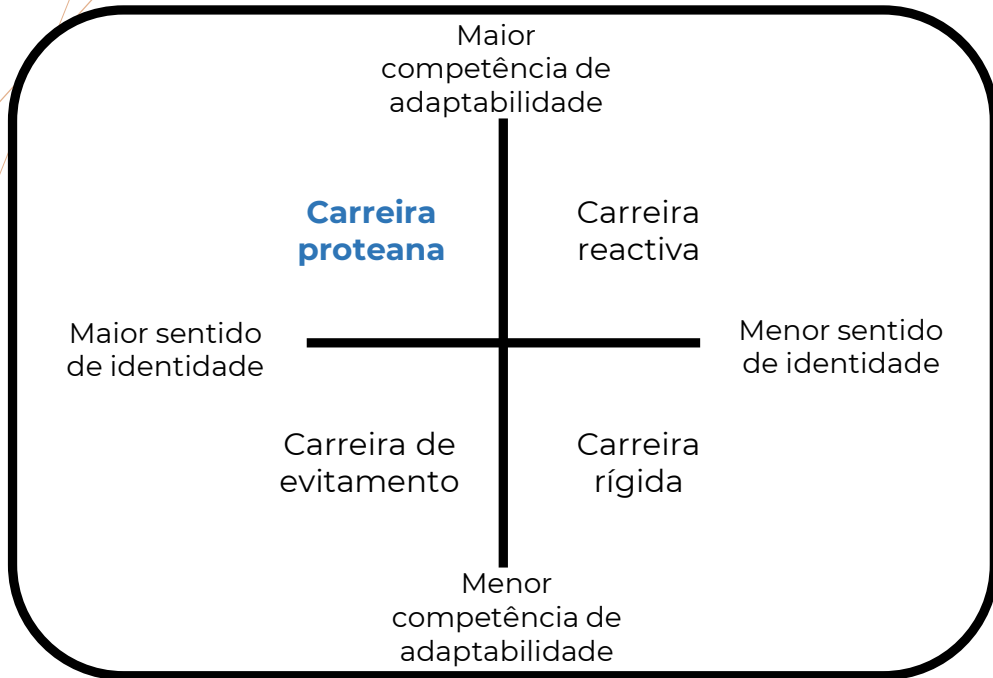 Maior
competência de
adaptabilidade
Carreira
proteana
Carreira
reactiva
Maior sentido
de identidade
Menor sentido
de identidade
Carreira de
evitamento
Carreira
rígida
Menor
competência de
adaptabilidade